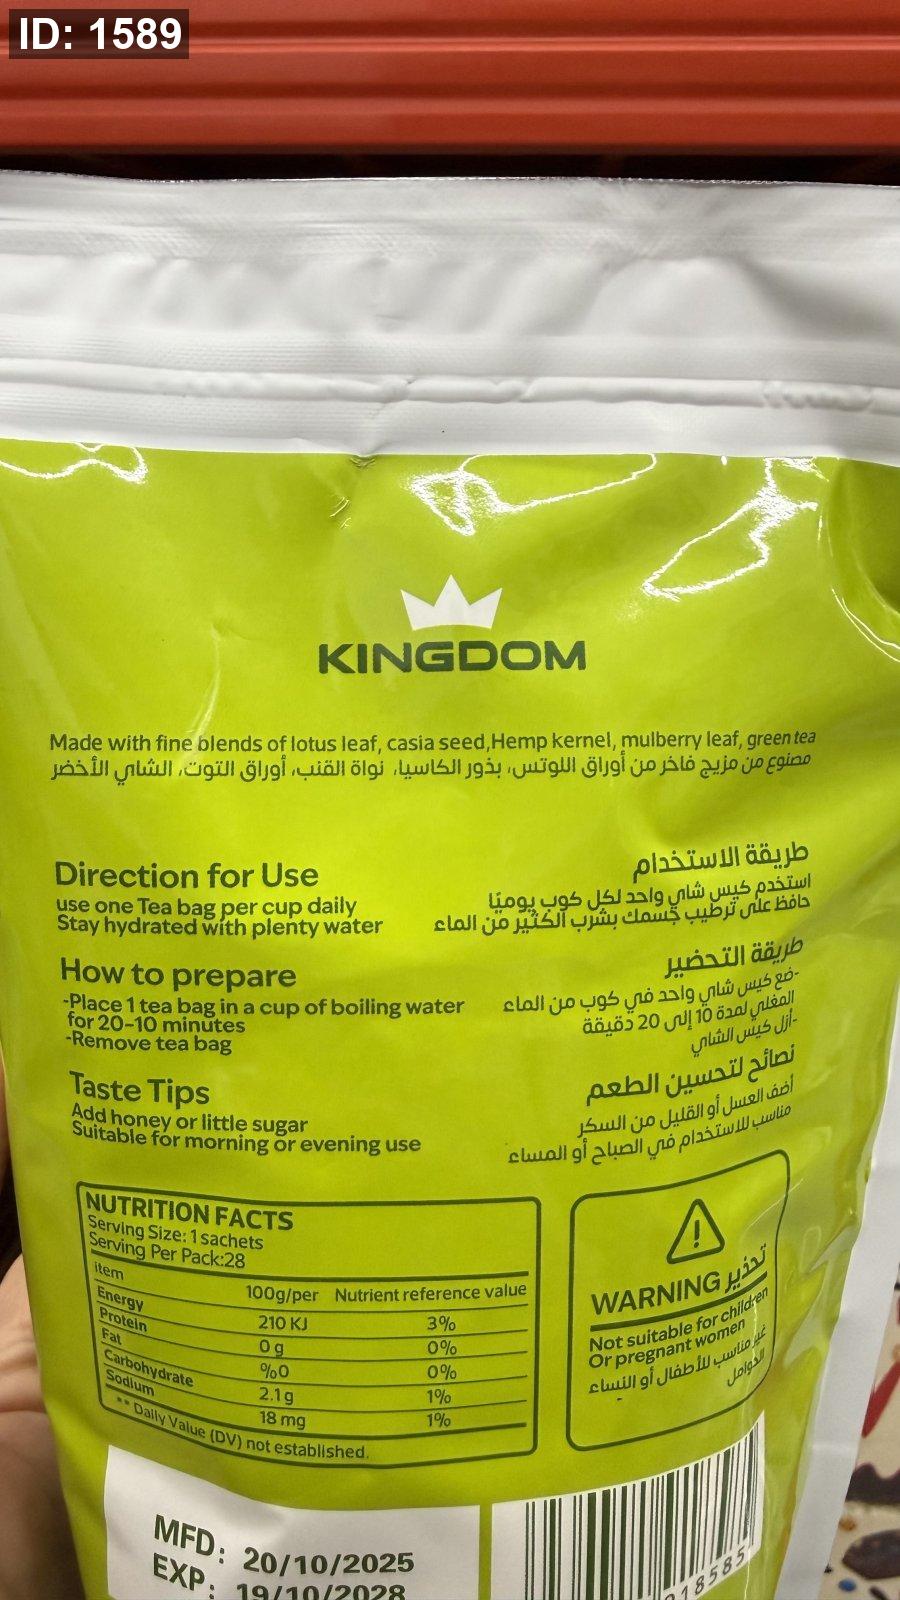 ID: 1589
KINGDOM
Made with fine blends of lotus leaf, casia seed,Hemp kernel, mulberry leaf, green tea
مصنوع من مزيج فاخر من أوراق اللوتس، بذور الكاسيا، نواة القنب، أوراق التوت، الشاي الأخضر
Direction for Use
use one Tea bag per cup daily
Stay hydrated with plenty water
How to prepare
-Place 1 tea bag in a cup of boiling water
for 20-10 minutes
-Remove tea bag
Taste Tips
Add honey or little sugar
Suitable for morning or evening use
طريقة الاستخدام
استخدم كيس شاي واحد لكل كوب يوميًا
حافظ على ترطيب جسمك بشرب الكثير من الماء
طريقة التحضير
-ضع كيس شاي واحد في كوب من الماء
المغلي لمدة 10 إلى 20 دقيقة
-أزل كيس الشاي
نصائح لتحسين الطعم
أضف العسل أو القليل من السكر
مناسب للاستخدام في الصباح أو المساء
NUTRITION FACTS
Serving Size: 1 sachets
Serving Per Pack:28
item 100g/per Nutrient reference value
Energy 210 KJ 3%
Protein 0 g 0%
Fat %0 0%
Carbohydrate 2.1 g 1%
Sodium 18 mg 1%
** Daily Value (DV) not established.
WARNING تحذير
Not suitable for children
Or pregnant women
غير مناسب للأطفال أو النساء
الحوامل
MFD: 20/10/2025
EXP: 19/10/2028
218585